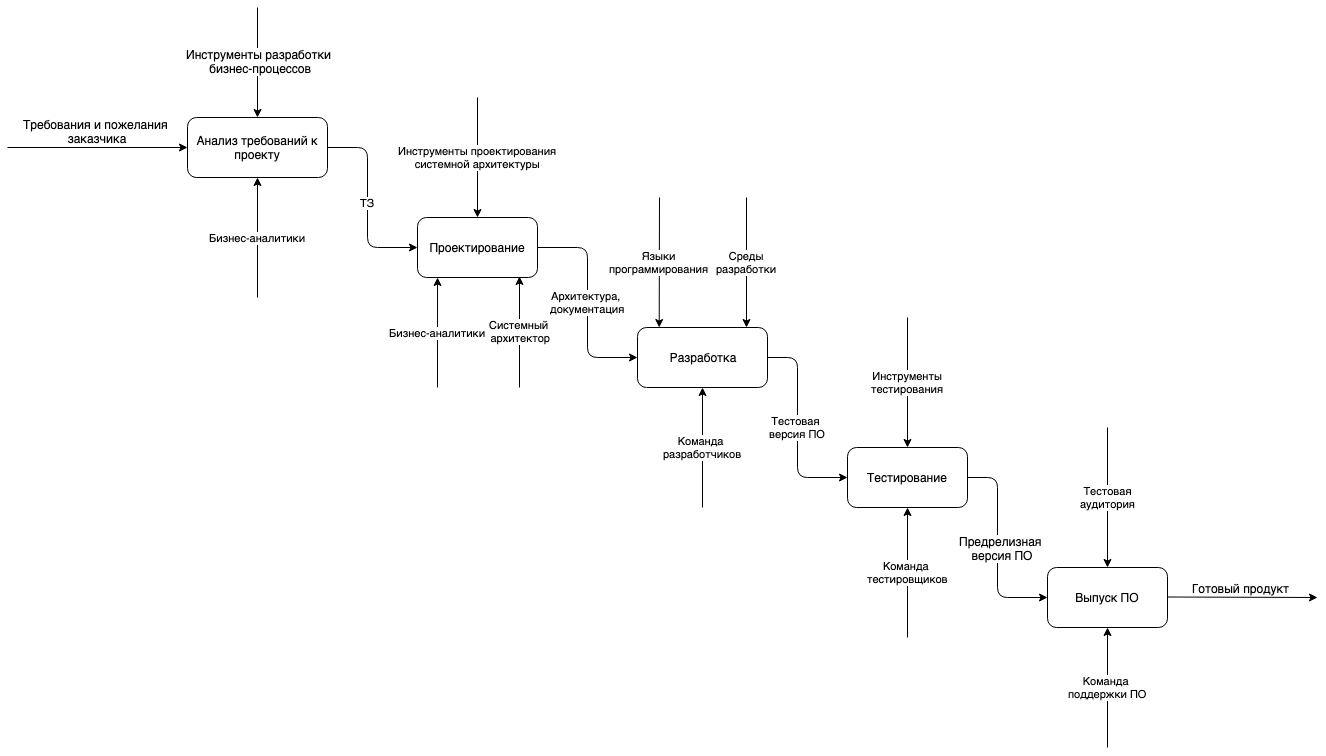 Инструменты разработки
бизнес-процессов
Требования и пожелания
заказчика
Анализ требований к
проекту
Бизнес-аналитики
ТЗ
Инструменты проектирования
системной архитектуры
Проектирование
Бизнес-аналитики
Системный
архитектор
Архитектура,
документация
Языки
программирования
Среды
разработки
Разработка
Команда
разработчиков
Тестовая
версия ПО
Инструменты
тестирования
Тестирование
Команда
тестировщиков
Предрелизная
версия ПО
Тестовая
аудитория
Выпуск ПО
Готовый продукт
Команда
поддержки ПО